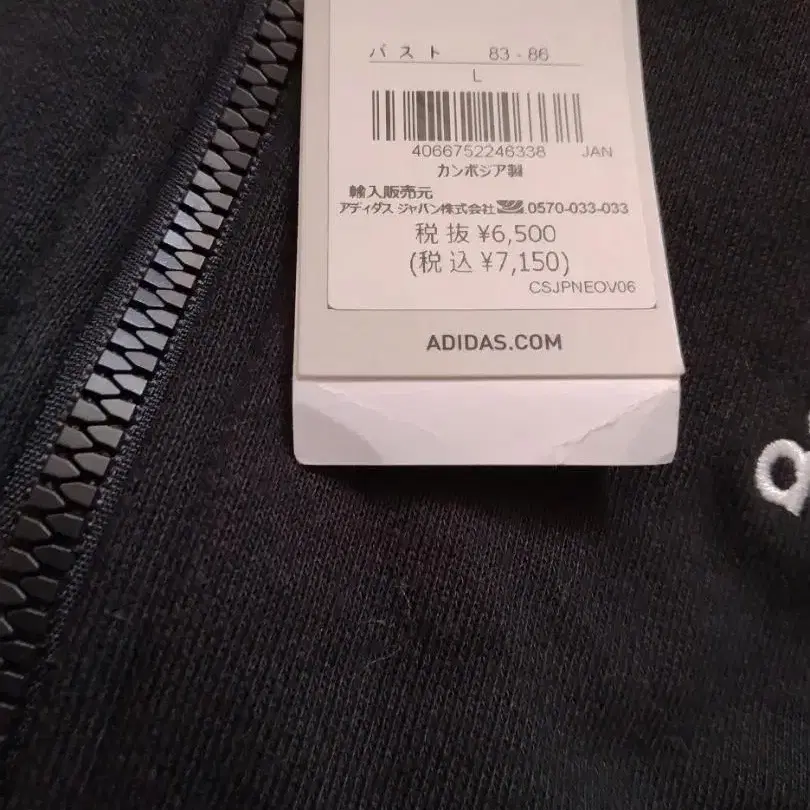 バスト 83 - 86
L
4066752246338 JAN
カンボジア製
輸入販売元
アディダス ジャパン株式会社 0570-033-033
税抜 ¥6,500
(税込 ¥7,150)
CSJPNEOV06
ADIDAS.COM